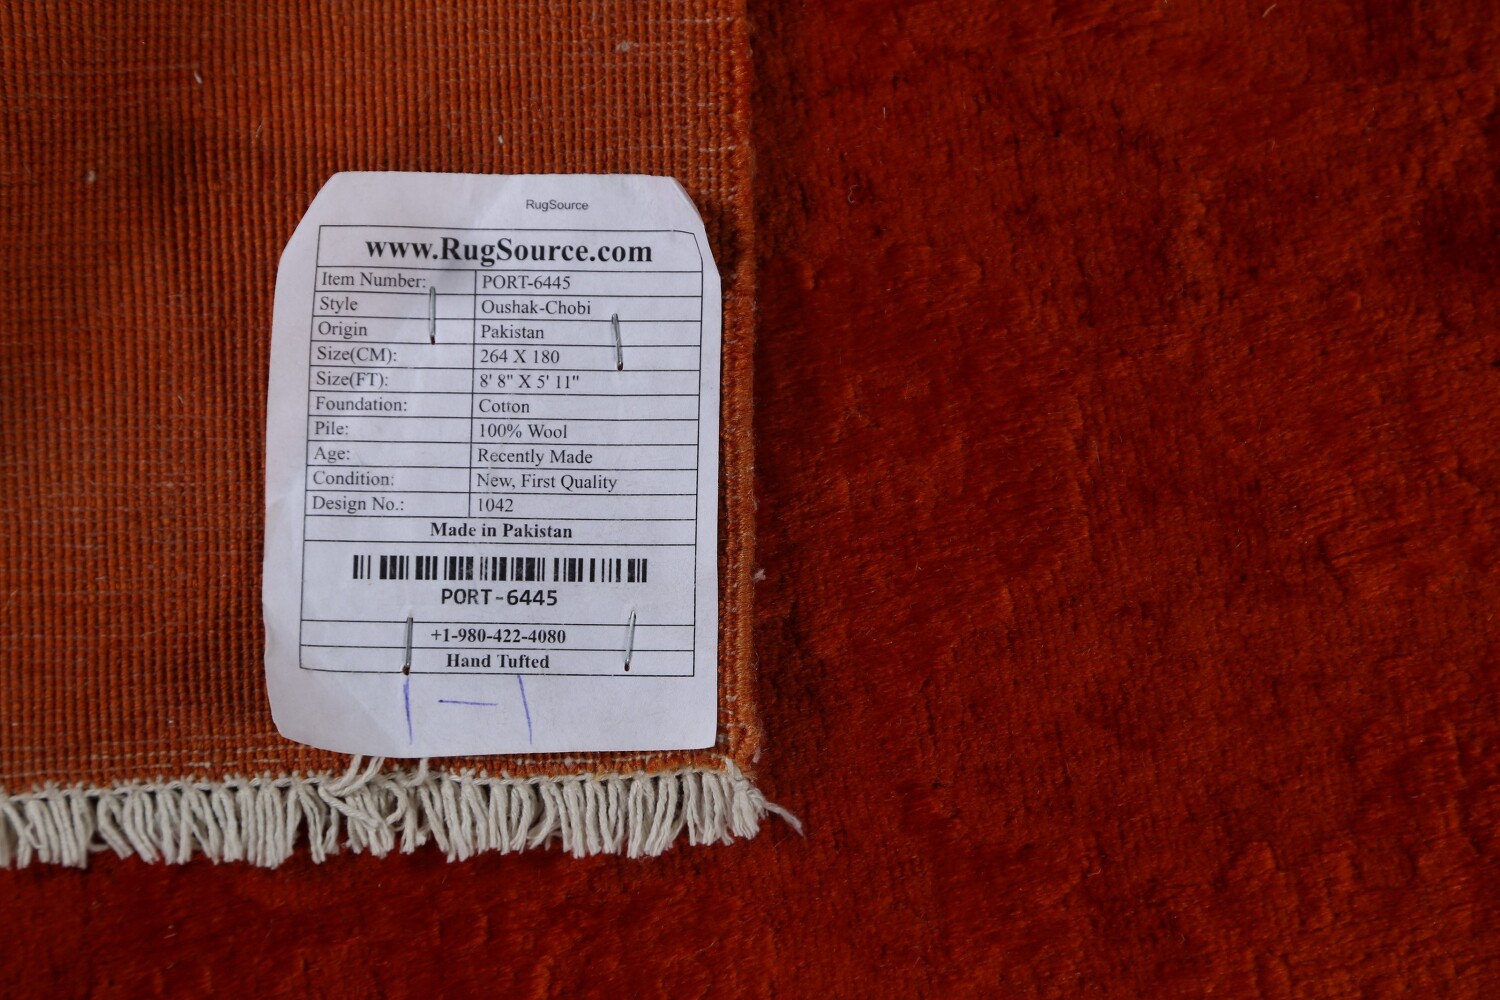 RugSource
www.RugSource.com
Item Number: PORT-6445
Style Oushak-Chobi
Origin Pakistan
Size(CM): 264 X 180
Size(FT): 8' 8" X 5' 11"
Foundation: Cotton
Pile: 100% Wool
Age: Recently Made
Condition: New, First Quality
Design No.: 1042
Made in Pakistan
PORT-6445
+1-980-422-4080
Hand Tufted
1-1